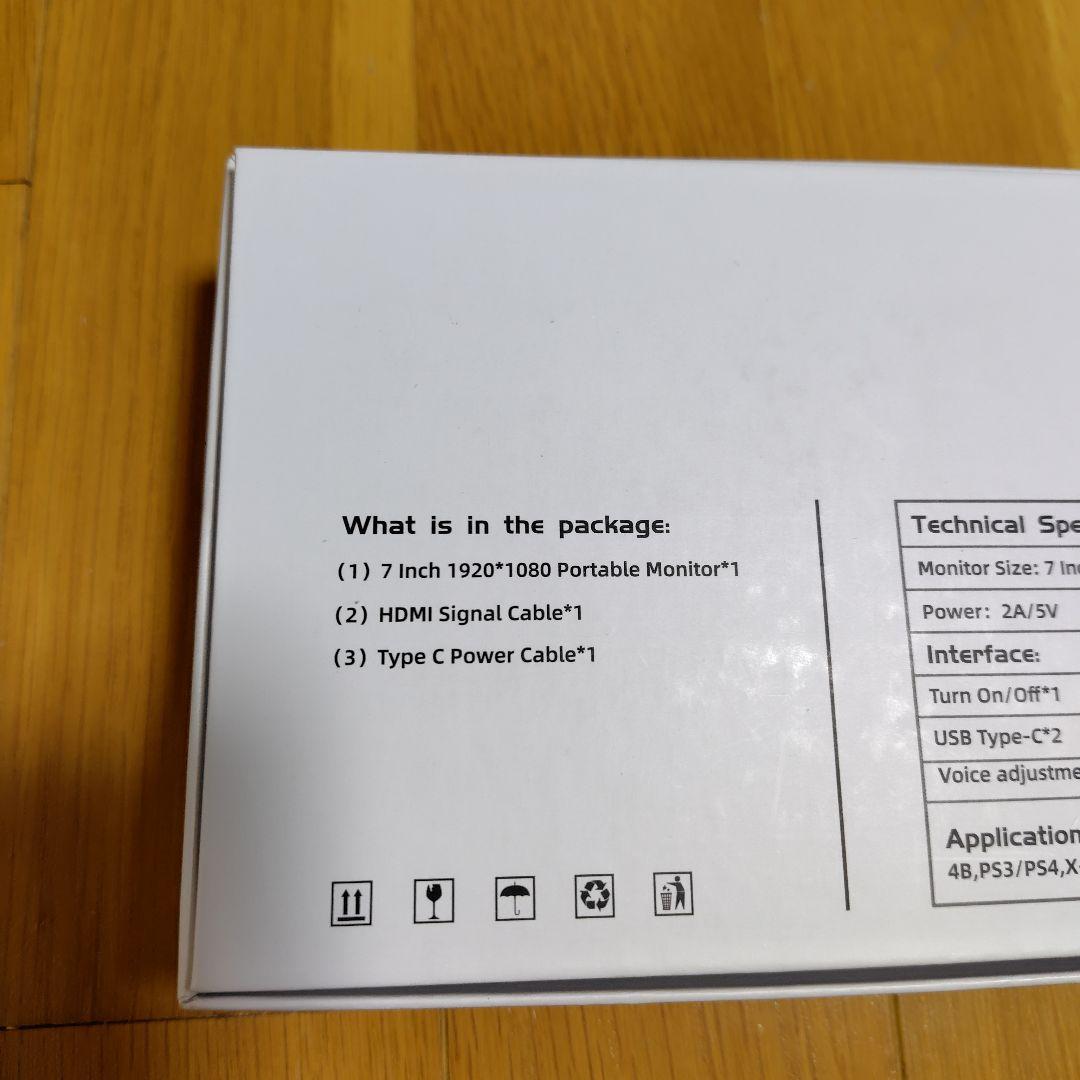 What is in the package:
(1) 7 Inch 1920*1080 Portable Monitor*1
(2) HDMI Signal Cable*1
(3) Type C Power Cable*1
Technical
Monitor Size: 7
Power: 2A/5V
Interface:
Turn On/Off*1
USB Type-C*2
Voice
4B,PS3/PS4,